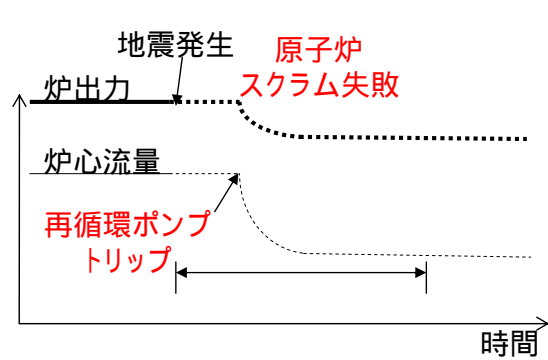 地震発生
原子炉
スクラム失敗
炉出力
炉心流量
再循環ポンプ
トリップ
時間